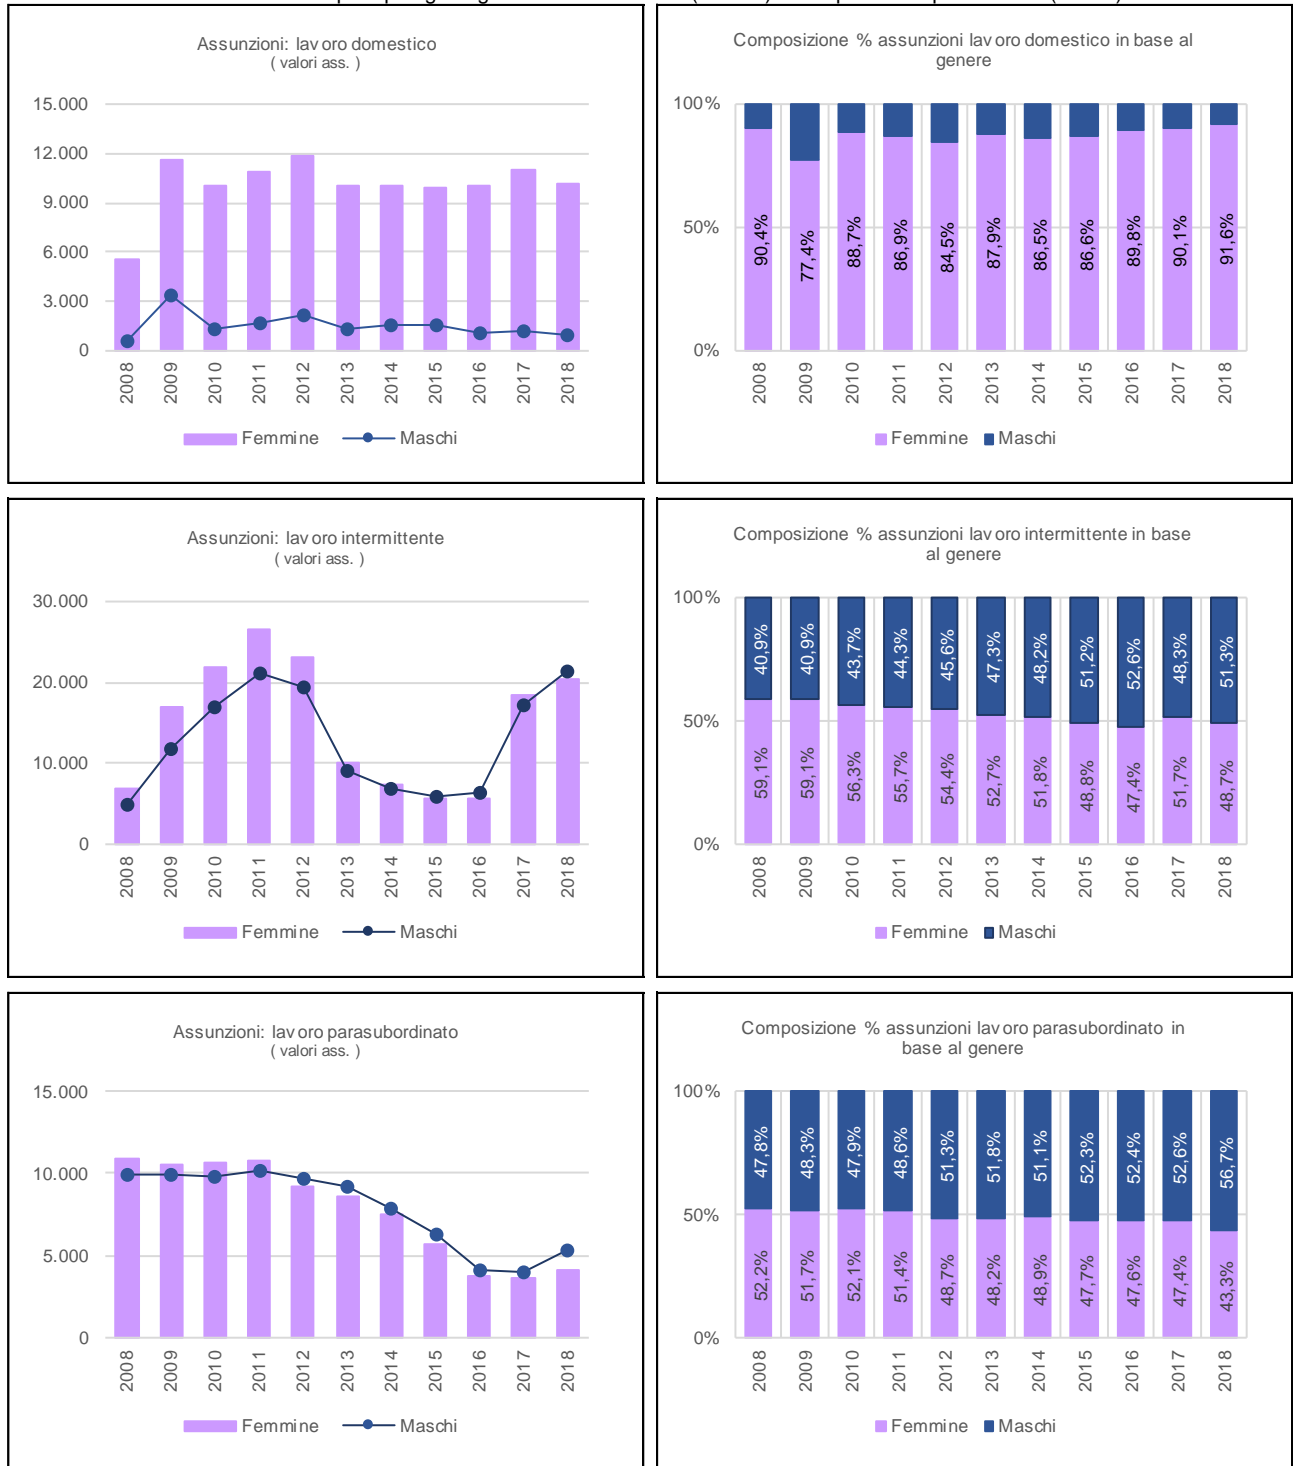 Assunzioni: lavoro domestico
( valori ass. )
15.000
12.000
9.000
6.000
3.000
0
2008 2009 2010 2011 2012 2013 2014 2015 2016 2017 2018
Femmine Maschi
Composizione % assunzioni lavoro domestico in base al
genere
100%
50%
0%
90,4% 77,4% 88,7% 86,9% 84,5% 87,9% 86,5% 86,6% 89,8% 90,1% 91,6%
2008 2009 2010 2011 2012 2013 2014 2015 2016 2017 2018
Femmine Maschi
Assunzioni: lavoro intermittente
( valori ass. )
30.000
20.000
10.000
0
2008 2009 2010 2011 2012 2013 2014 2015 2016 2017 2018
Femmine Maschi
Composizione % assunzioni lavoro intermittente in base
al genere
100%
50%
0%
40,9% 40,9% 43,7% 44,3% 45,6% 47,3% 48,2% 51,2% 52,6% 48,3% 51,3%
59,1% 59,1% 56,3% 55,7% 54,4% 52,7% 51,8% 48,8% 47,4% 51,7% 48,7%
2008 2009 2010 2011 2012 2013 2014 2015 2016 2017 2018
Femmine Maschi
Assunzioni: lavoro parasubordinato
( valori ass. )
15.000
10.000
5.000
0
2008 2009 2010 2011 2012 2013 2014 2015 2016 2017 2018
Femmine Maschi
Composizione % assunzioni lavoro parasubordinato in
base al genere
100%
50%
0%
47,8% 48,3% 47,9% 48,6% 51,3% 51,8% 51,1% 52,3% 52,4% 52,6% 56,7%
52,2% 51,7% 52,1% 51,4% 48,7% 48,2% 48,9% 47,7% 47,6% 47,4% 43,3%
2008 2009 2010 2011 2012 2013 2014 2015 2016 2017 2018
Femmine Maschi